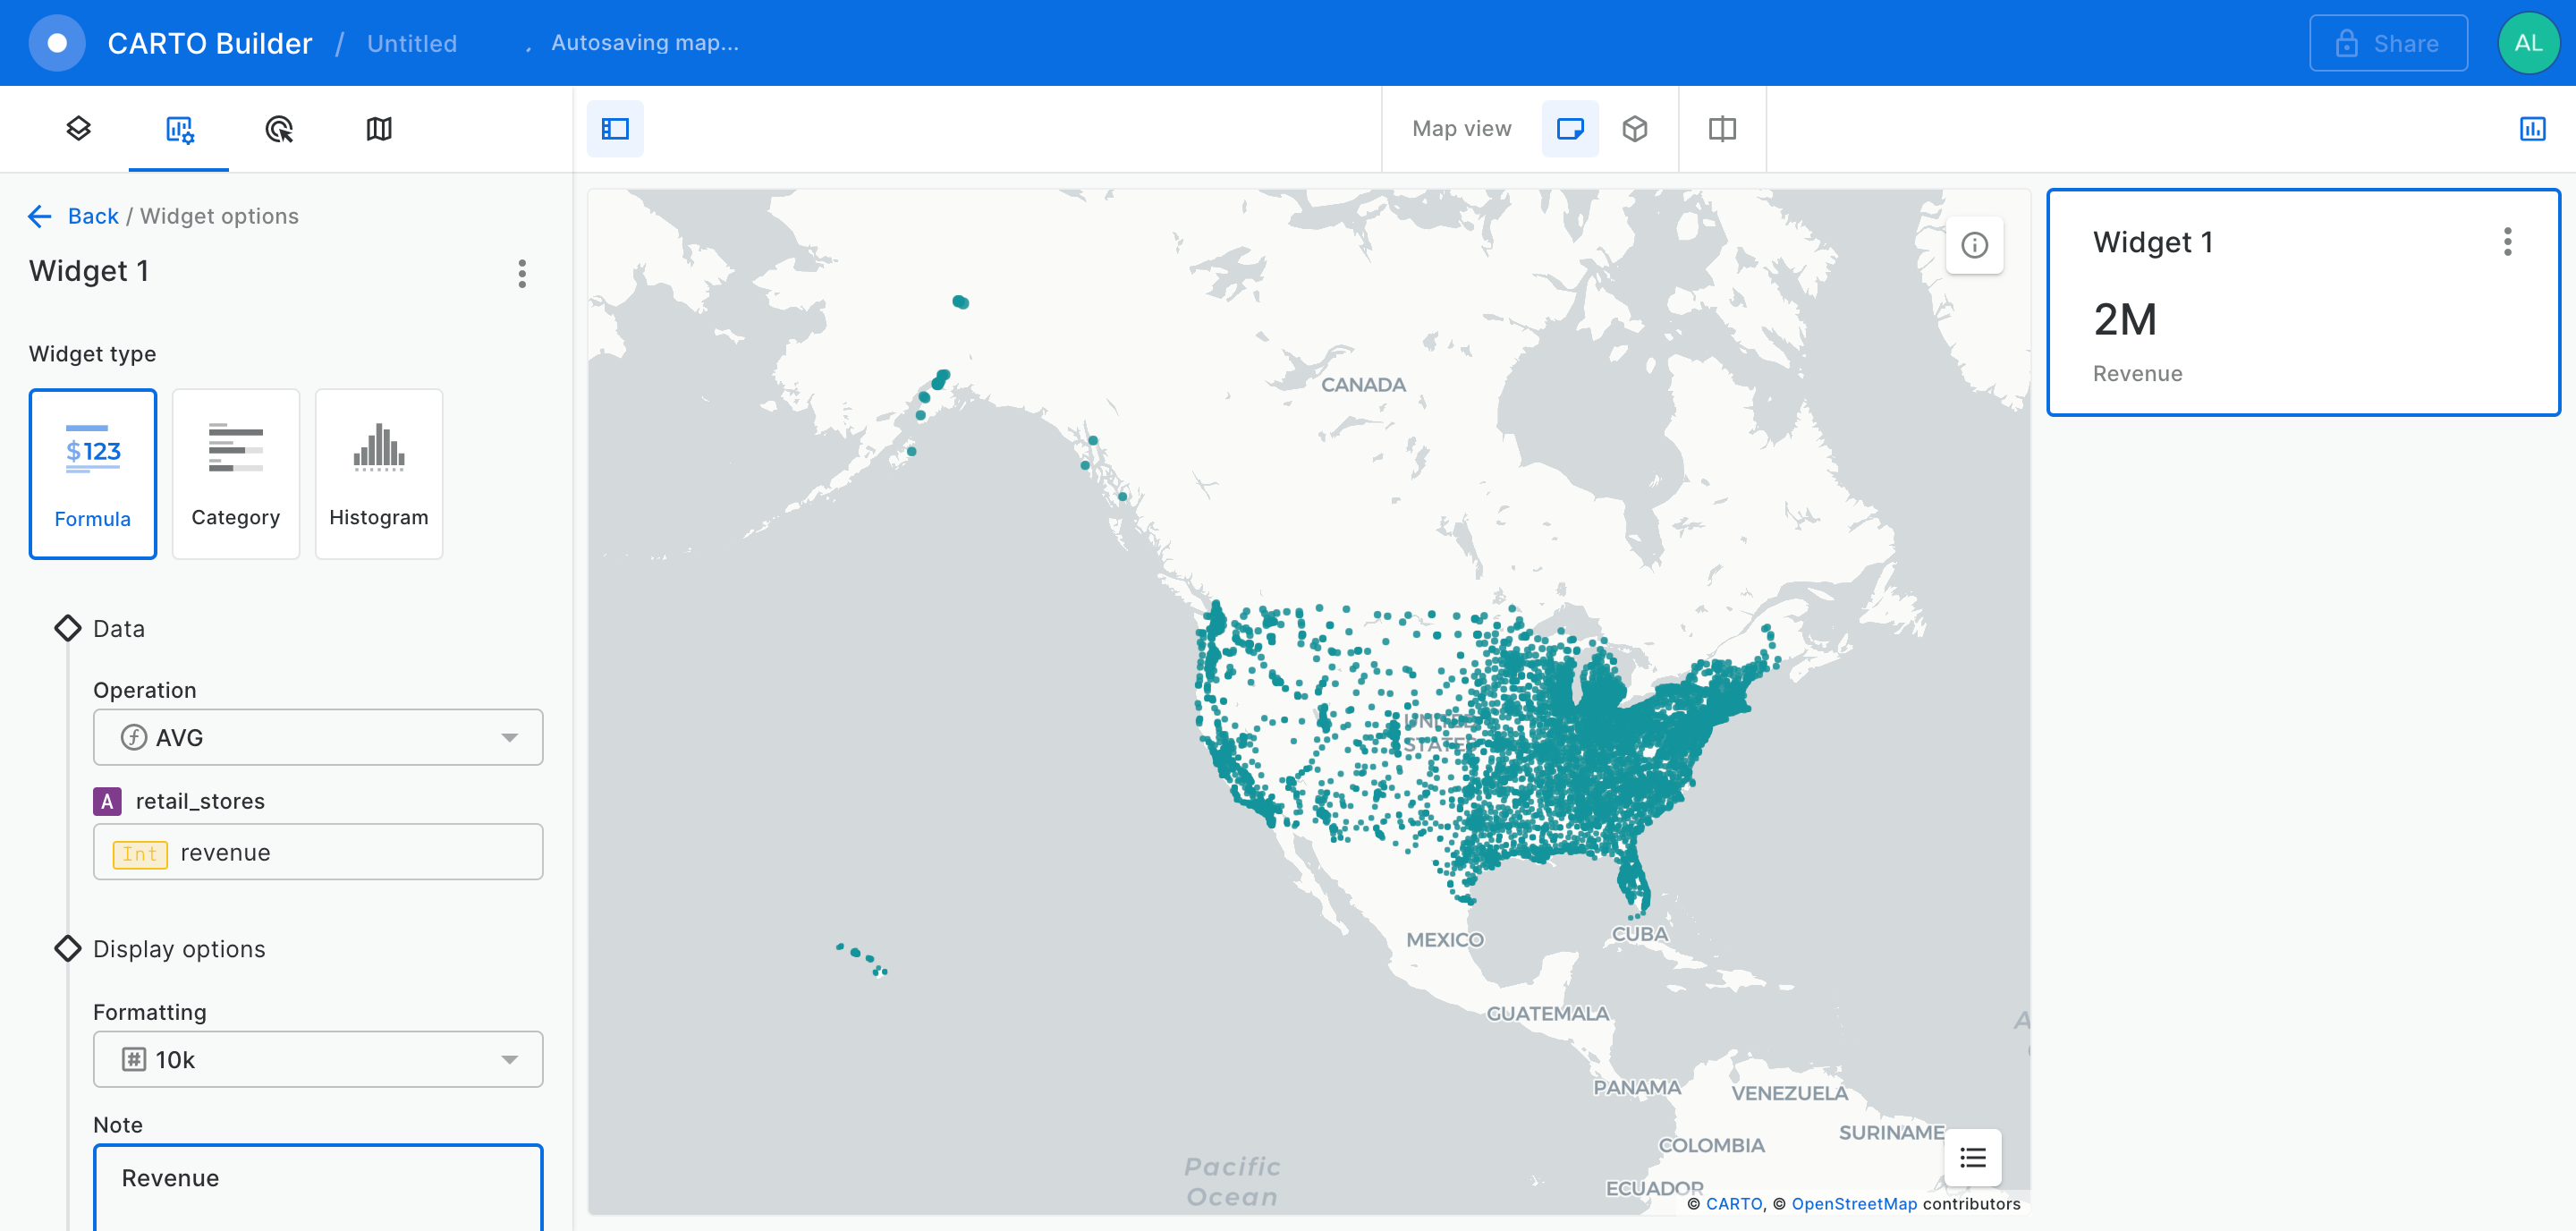 CARTO Builder / Untitled Autosaving map... Share AL
Map view
Back / Widget options
Widget 1
Widget type
$123
Formula
Category
Histogram
Data
Operation
AVG
A retail_stores
Int revenue
Display options
Formatting
10k
Note
Revenue
CANADA
UNITED
STATES
MEXICO
CUBA
GUATEMALA
PANAMA
VENEZUELA
COLOMBIA
SURINAME
ECUADOR
Pacific
Ocean
A
© CARTO, © OpenStreetMap contributors
Widget 1
2M
Revenue